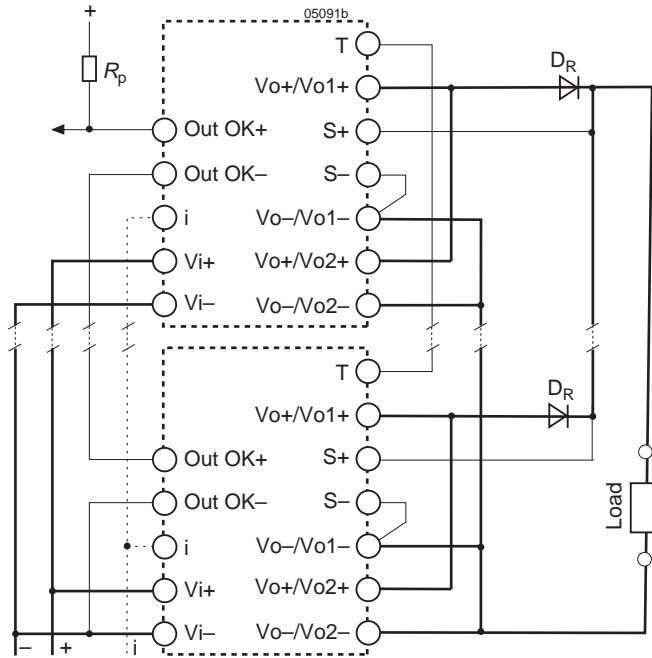 05091b
+
Rp
T
Vo+/Vo1+
DR
Out OK+
S+
Out OK–
S–
i
Vo–/Vo1–
Vi+
Vo+/Vo2+
Vi–
Vo–/Vo2–
T
Vo+/Vo1+
DR
Out OK+
S+
Out OK–
S–
Load
i
Vo–/Vo1–
Vi+
Vo+/Vo2+
Vi–
Vo–/Vo2–
– + i